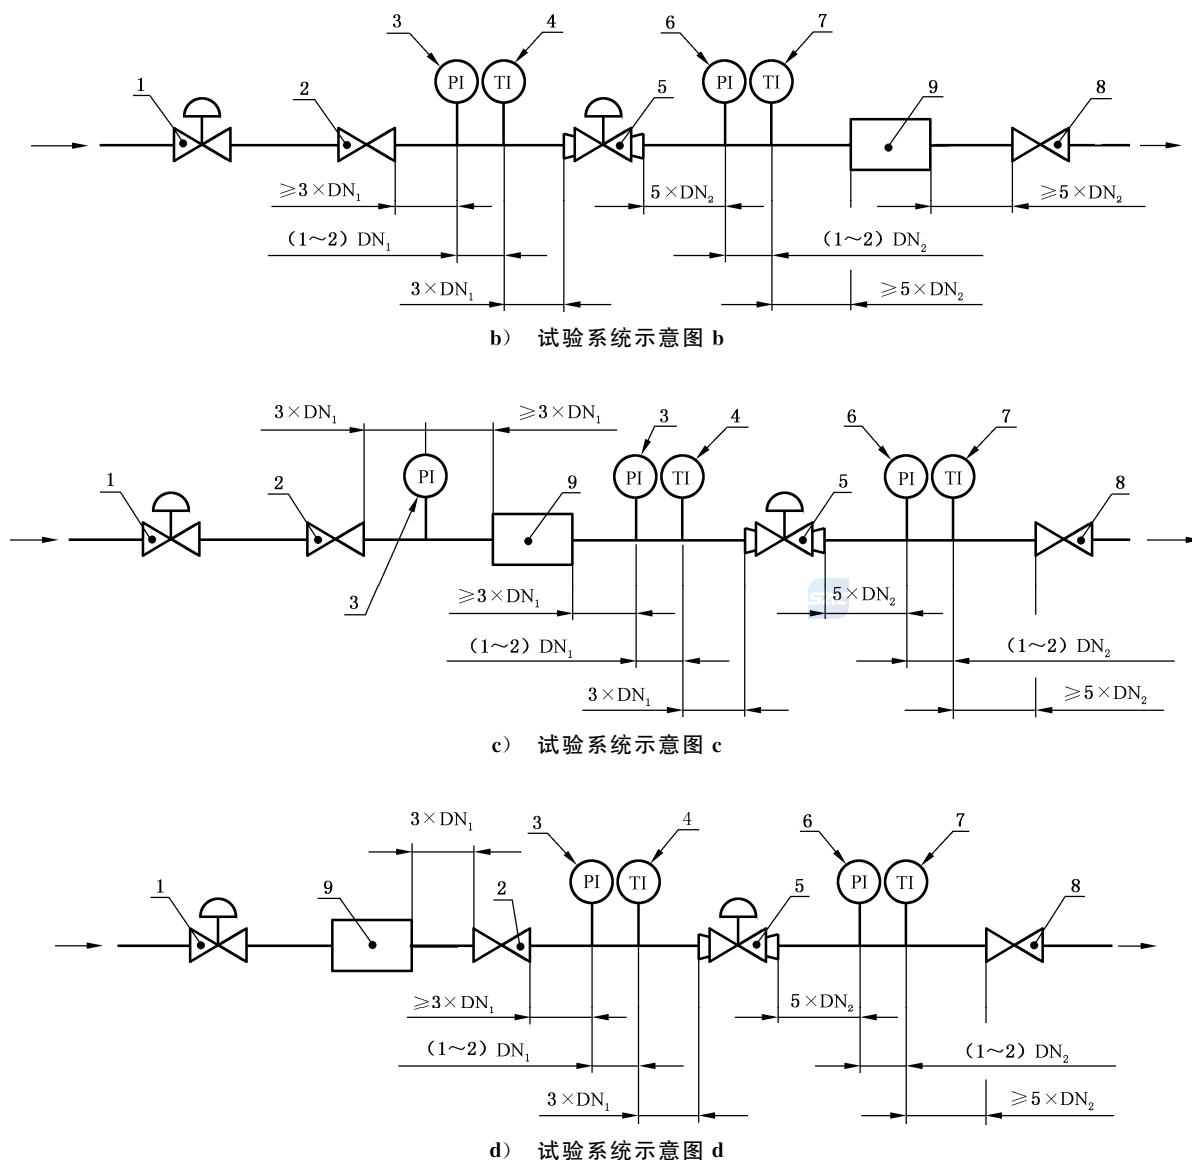 3 4 6 7
PI TI PI TI
1 2 5 9 8
≥3×DN₁ 5×DN₂ ≥5×DN₂
(1～2) DN₁ (1～2) DN₂
3×DN₁ ≥5×DN₂
b) 试验系统示意图 b
3×DN₁ ≥3×DN₁ 3 4 6 7
PI PI TI PI TI
1 2 9 5 8
3 ≥3×DN₁ 5×DN₂
(1～2) DN₁ (1～2) DN₂
3×DN₁ ≥5×DN₂
c) 试验系统示意图 c
3×DN₁ 3 4 6 7
PI TI PI TI
1 9 2 5 8
≥3×DN₁ 5×DN₂
(1～2) DN₁ (1～2) DN₂
3×DN₁ ≥5×DN₂
d) 试验系统示意图 d